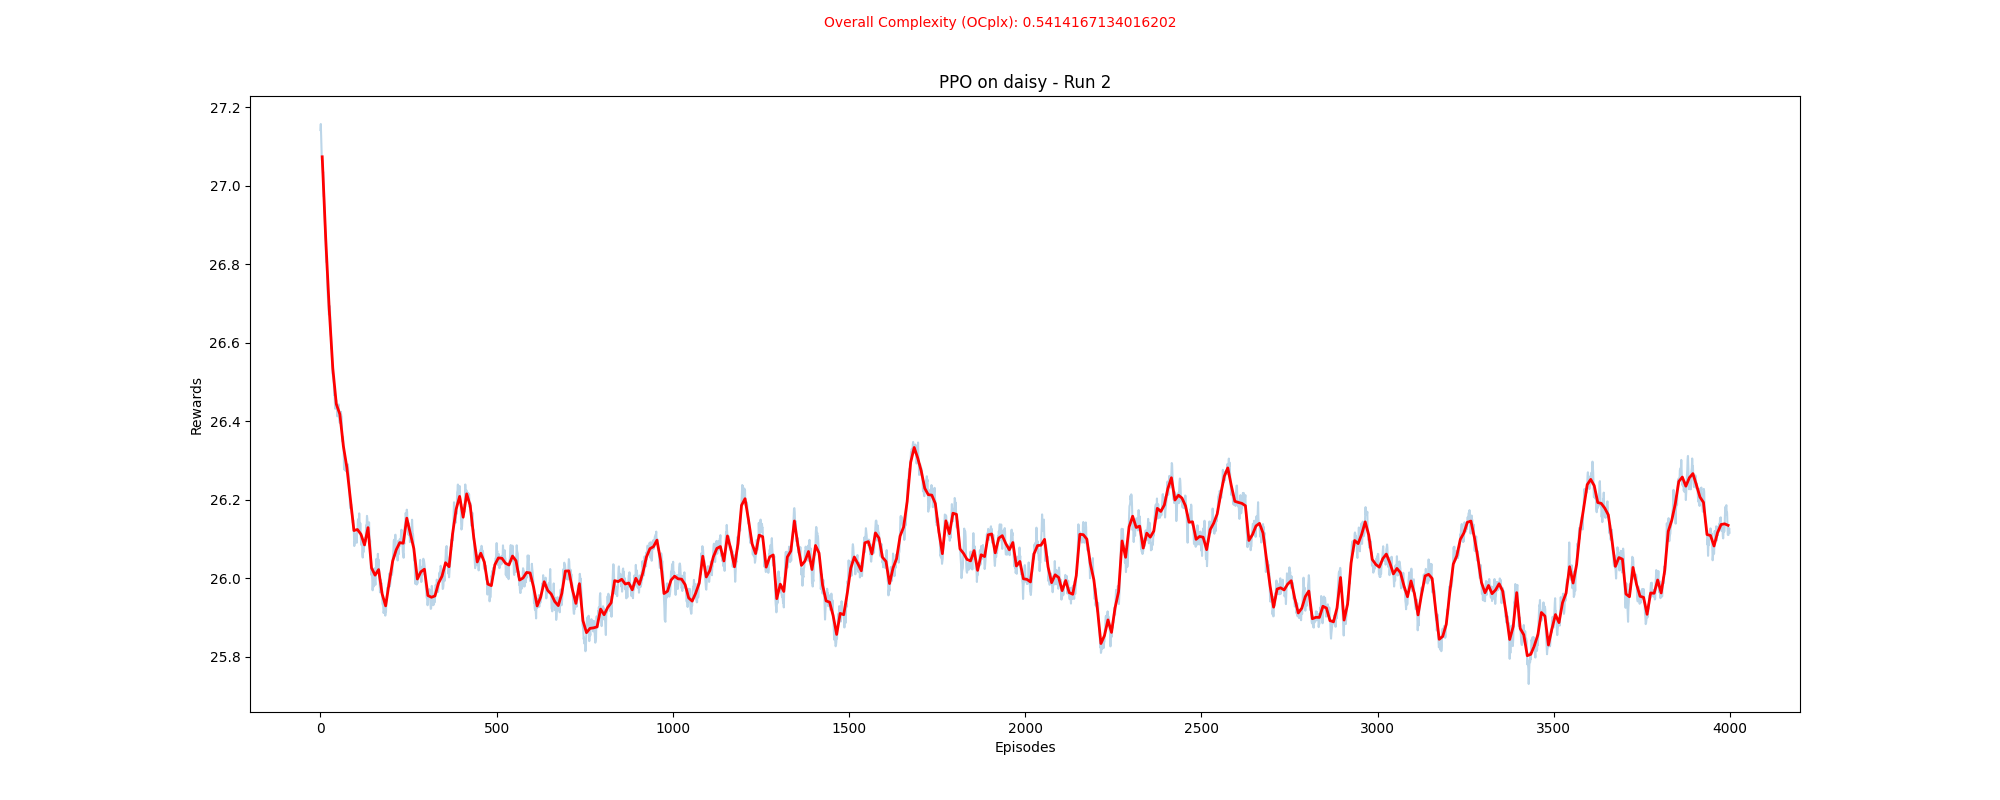 Overall Complexity (OCplx): 0.5414167134016202
PPO on daisy - Run 2
27.2
27.0
26.8
26.6
26.4
26.2
26.0
25.8
Rewards
0 500 1000 1500 2000 2500 3000 3500 4000
Episodes